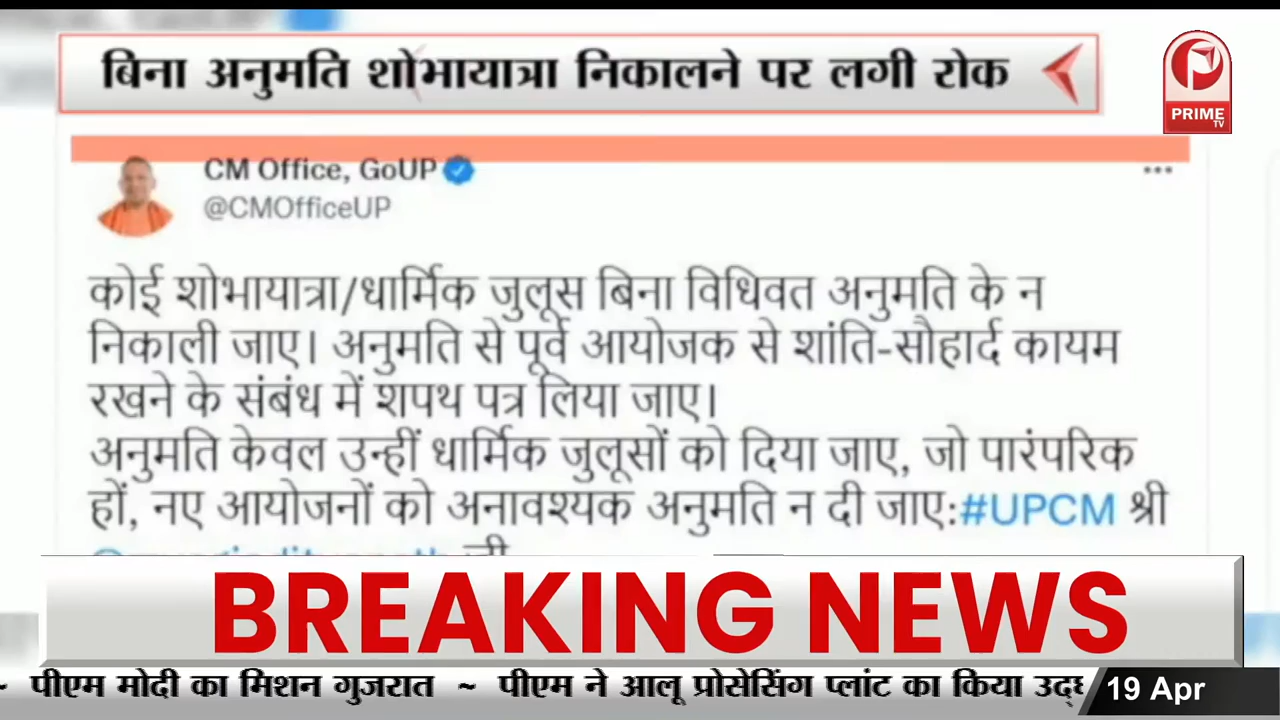 बिना अनुमति शोभायात्रा निकालने पर लगी रोक
PRIME
TV
CM Office, GoUP
@CMOfficeUP
कोई शोभायात्रा/धार्मिक जुलूस बिना विधिवत अनुमति के न
निकाली जाए। अनुमति से पूर्व आयोजक से शांति-सौहार्द कायम
रखने के संबंध में शपथ पत्र लिया जाए।
अनुमति केवल उन्हीं धार्मिक जुलूसों को दिया जाए, जो पारंपरिक
हों, नए आयोजनों को अनावश्यक अनुमति न दी जाए:#UPCM श्री
BREAKING NEWS
~ पीएम मोदी का मिशन गुजरात ~ पीएम ने आलू प्रोसेसिंग प्लांट का किया
19 Apr